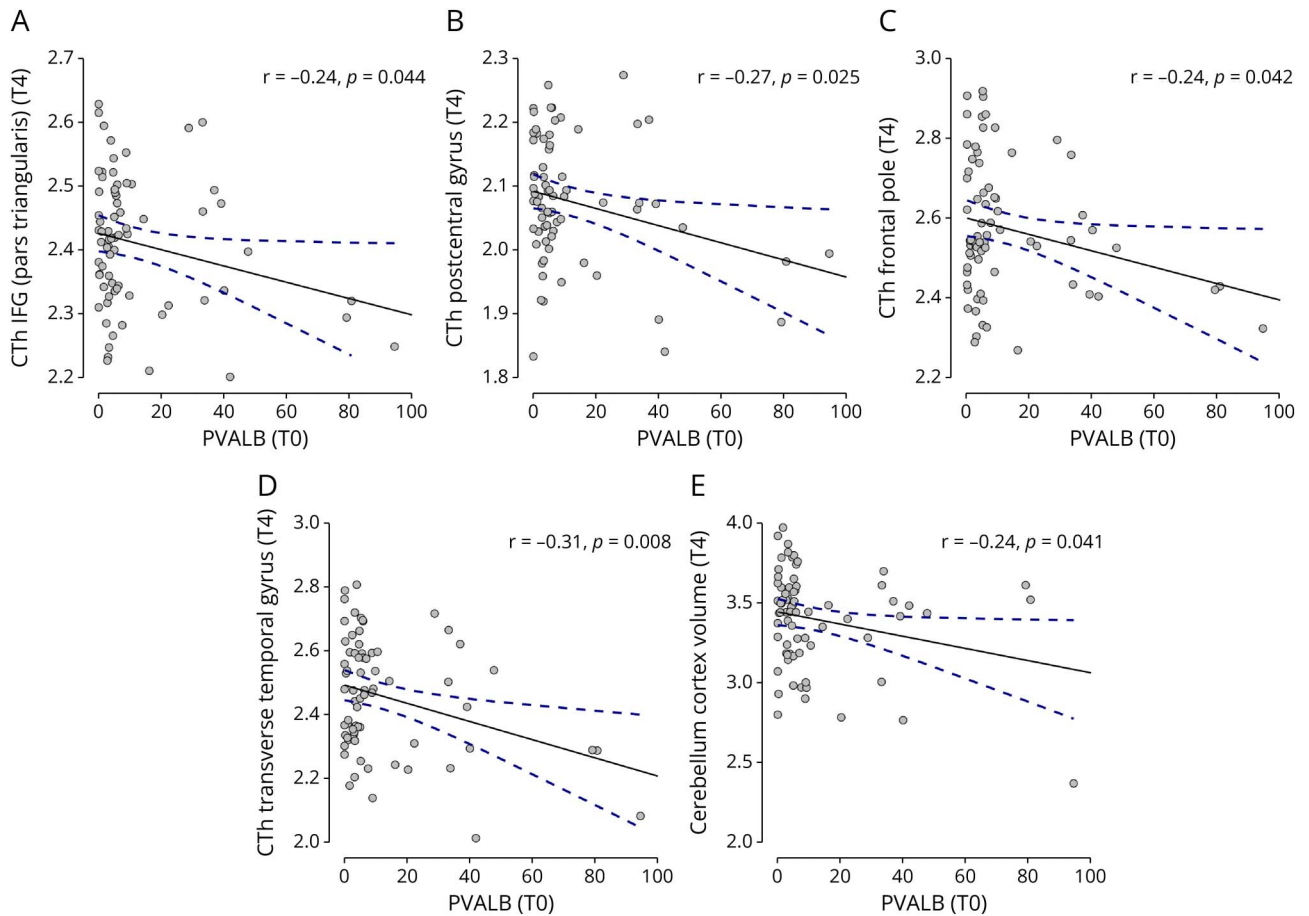 A
CTh IFG (pars triangularis) (T4)
2.7
2.6
2.5
2.4
2.3
2.2
r = –0.24, p = 0.044
0 20 40 60 80 100
PVALB (T0)
B
CTh postcentral gyrus (T4)
2.3
2.2
2.1
2.0
1.9
1.8
r = –0.27, p = 0.025
0 20 40 60 80 100
PVALB (T0)
C
CTh frontal pole (T4)
3.0
2.8
2.6
2.4
2.2
r = –0.24, p = 0.042
0 20 40 60 80 100
PVALB (T0)
D
CTh transverse temporal gyrus (T4)
3.0
2.8
2.6
2.4
2.2
2.0
r = –0.31, p = 0.008
0 20 40 60 80 100
PVALB (T0)
E
Cerebellum cortex volume (T4)
4.0
3.5
3.0
2.5
2.0
r = –0.24, p = 0.041
0 20 40 60 80 100
PVALB (T0)